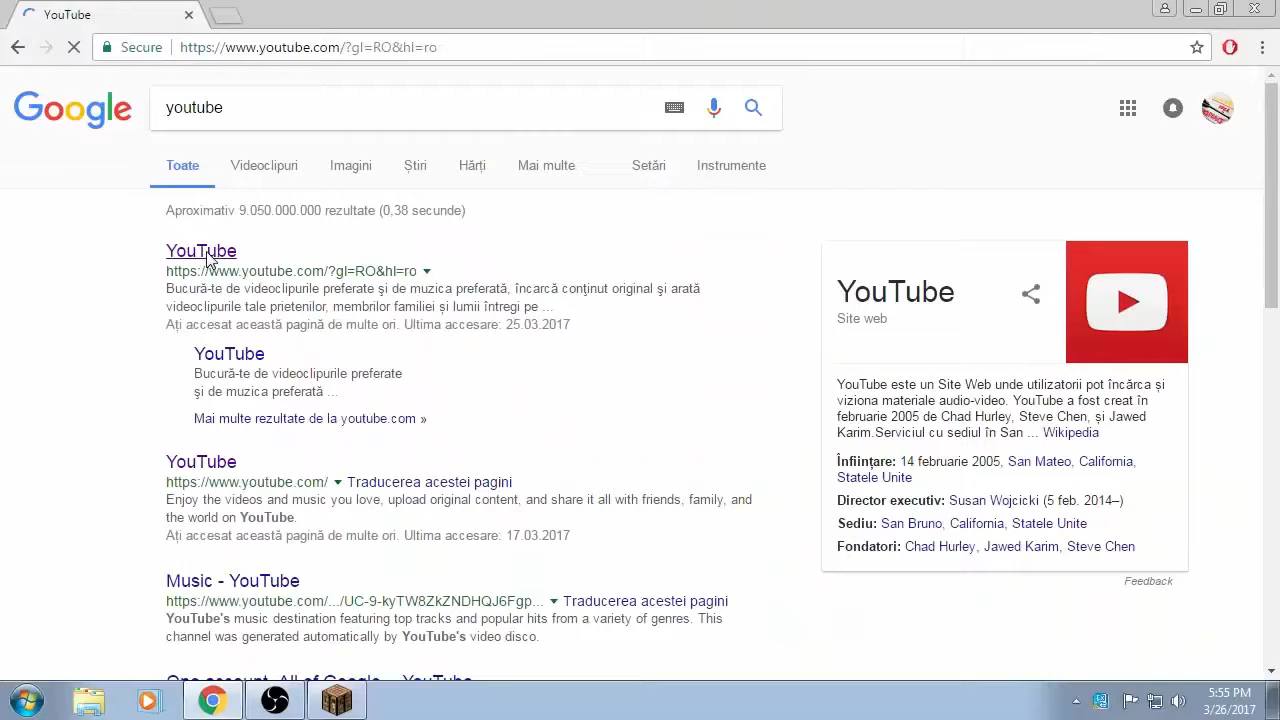 YouTube
Secure
https://www.youtube.com/?gl=RO&hl=ro
Google
youtube
Toate Videoclipuri Imagini Știri Hărți Mai multe Setări Instrumente
Aproximativ 9.050.000.000 rezultate (0,38 secunde)
YouTube
https://www.youtube.com/?gl=RO&hl=ro
Bucură-te de videoclipurile preferate şi de muzica preferată, încarcă conţinut original şi arată
videoclipurile tale prietenilor, membrilor familiei şi lumii întregi pe ...
Ați accesat această pagină de multe ori. Ultima accesare: 25.03.2017
YouTube
Bucură-te de videoclipurile preferate
şi de muzica preferată ...
Mai multe rezultate de la youtube.com »
YouTube
https://www.youtube.com/ Traducerea acestei pagini
Enjoy the videos and music you love, upload original content, and share it all with friends, family, and
the world on YouTube.
Ați accesat această pagină de multe ori. Ultima accesare: 17.03.2017
Music - YouTube
https://www.youtube.com/.../UC-9-kyTW8ZkZNDHQJ6Fgp... Traducerea acestei pagini
YouTube's music destination featuring top tracks and popular hits from a variety of genres. This
channel was generated automatically by YouTube's video disco.
One account. All of Google. - YouTube
YouTube
Site web
YouTube este un Site Web unde utilizatorii pot încărca și
viziona materiale audio-video. YouTube a fost creat în
februarie 2005 de Chad Hurley, Steve Chen, și Jawed
Karim.Serviciul cu sediul în San ... Wikipedia
Înființare: 14 februarie 2005, San Mateo, California,
Statele Unite
Director executiv: Susan Wojcicki (5 feb. 2014–)
Sediu: San Bruno, California, Statele Unite
Fondatori: Chad Hurley, Jawed Karim, Steve Chen
Feedback
5:55 PM
3/26/2017